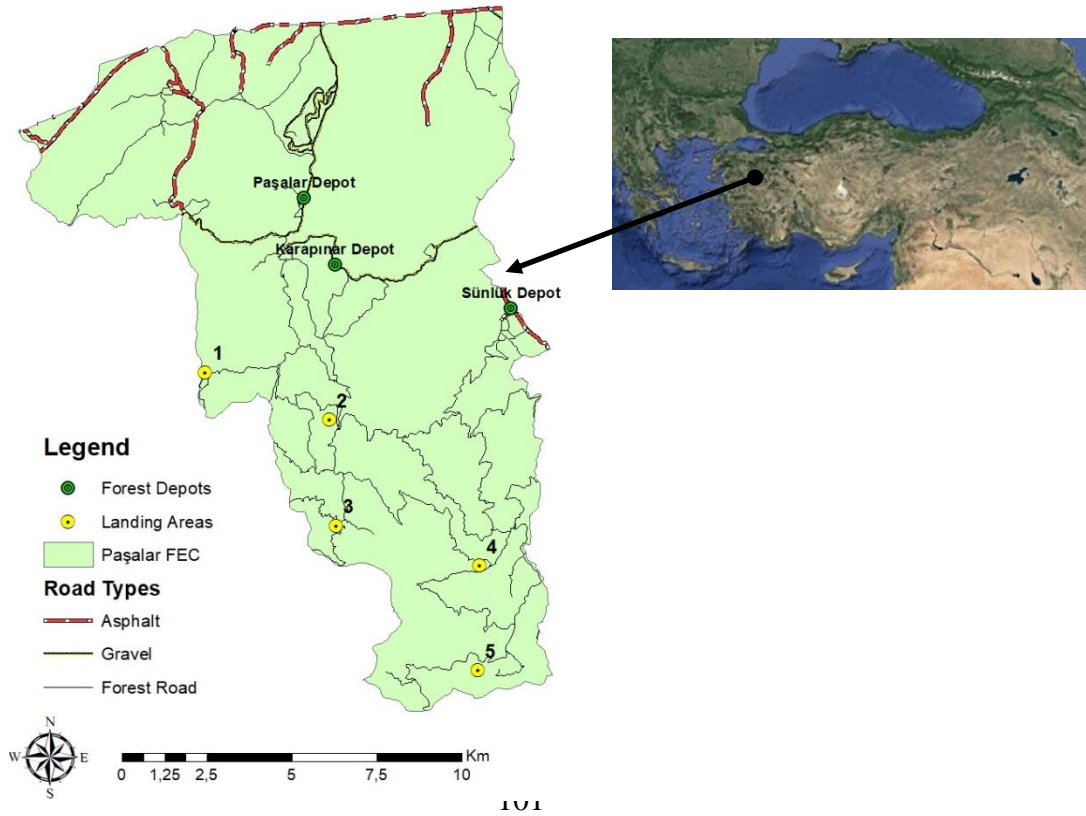 Paşalar Depot
Karapınar Depot
Sünlük Depot
1
2
3
4
5
Legend
Forest Depots
Landing Areas
Paşalar FEC
Road Types
Asphalt
Gravel
Forest Road
N
W
E
S
Km
0 1,25 2,5 5 7,5 10